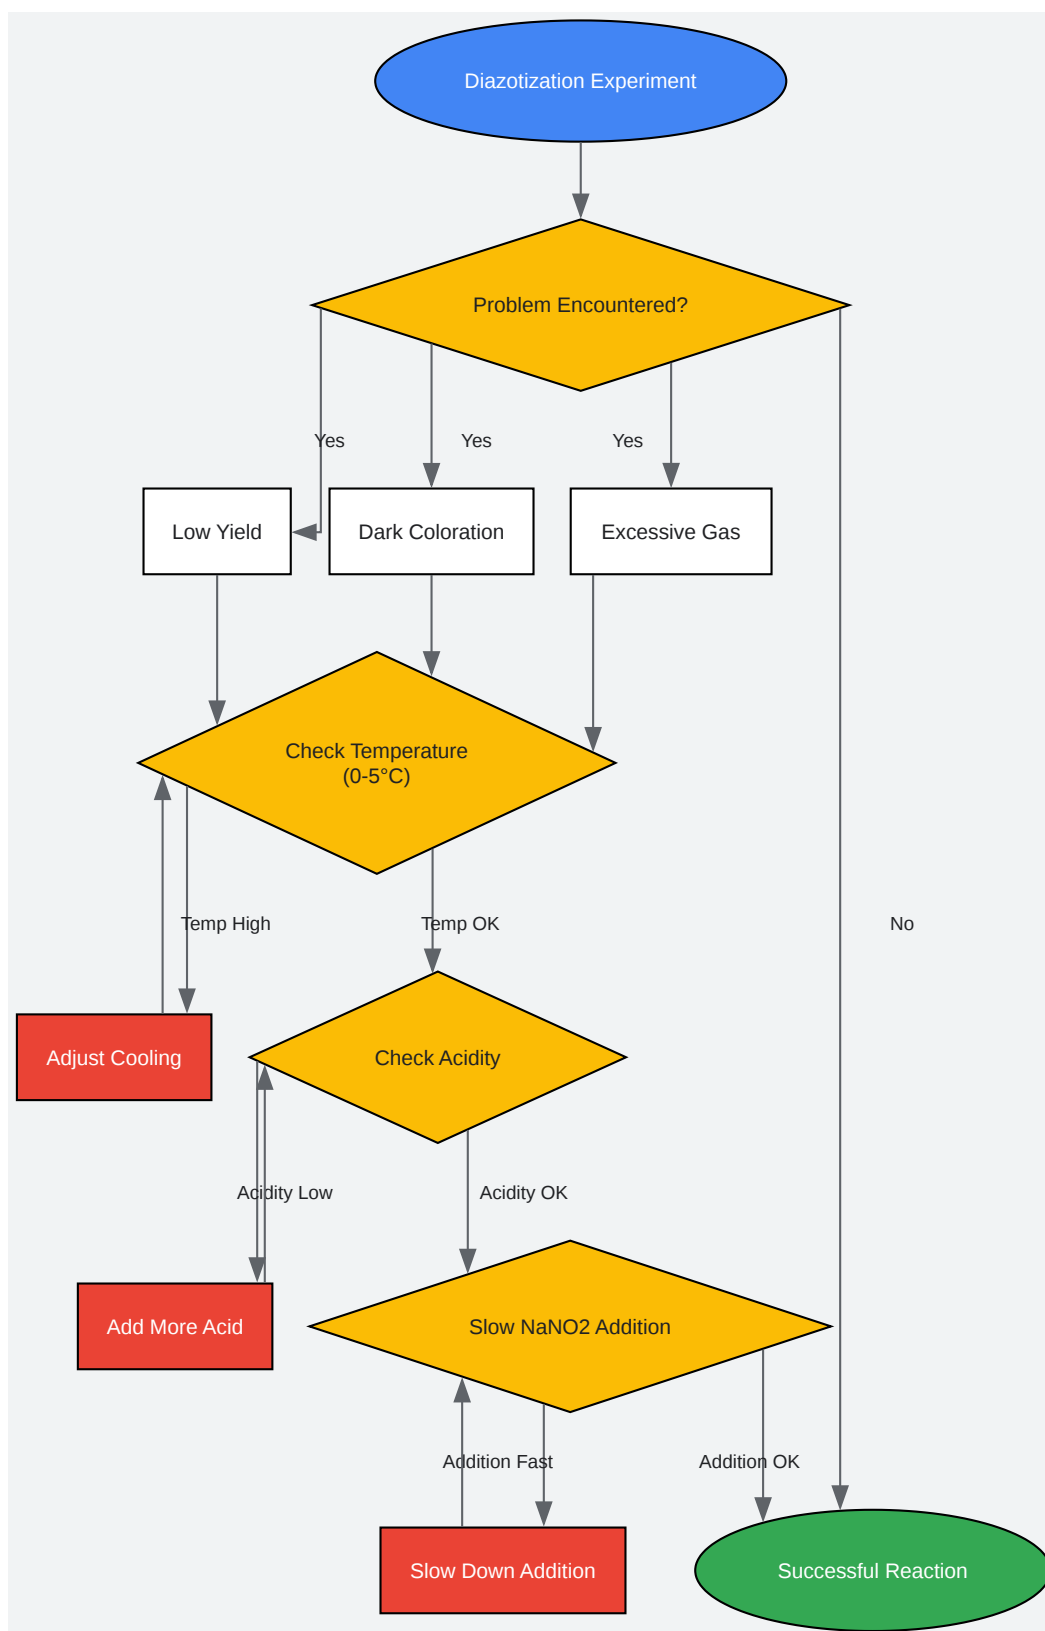 Diazotization Experiment
Problem Encountered?
Yes
Yes
Yes
Low Yield
Dark Coloration
Excessive Gas
Check Temperature
(0-5°C)
Temp High
Temp OK
No
Adjust Cooling
Check Acidity
Acidity Low
Acidity OK
Add More Acid
Slow NaNO2 Addition
Addition Fast
Addition OK
Slow Down Addition
Successful Reaction